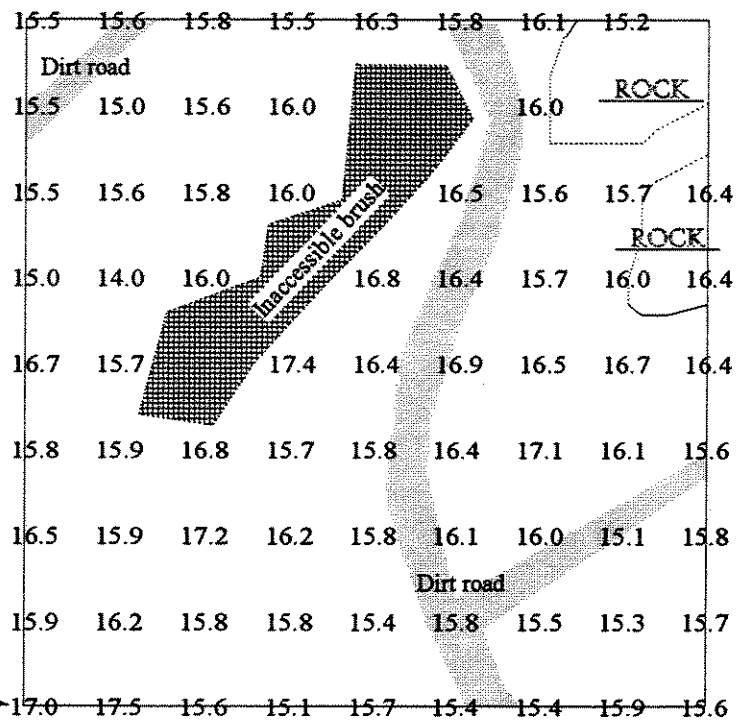 15.5 15.6 15.8 15.5 16.3 15.8 16.1 15.2
Dirt road
ROCK
15.5 15.0 15.6 16.0 16.0
15.5 15.6 15.8 16.0 16.5 15.6 15.7 16.4
Inaccessible brush
ROCK
15.0 14.0 16.0 16.8 16.4 15.7 16.0 16.4
16.7 15.7 17.4 16.4 16.9 16.5 16.7 16.4
15.8 15.9 16.8 15.7 15.8 16.4 17.1 16.1 15.6
16.5 15.9 17.2 16.2 15.8 16.1 16.0 15.1 15.8
Dirt road
15.9 16.2 15.8 15.8 15.4 15.8 15.5 15.3 15.7
17.0 17.5 15.6 15.1 15.7 15.4 15.4 15.9 15.6